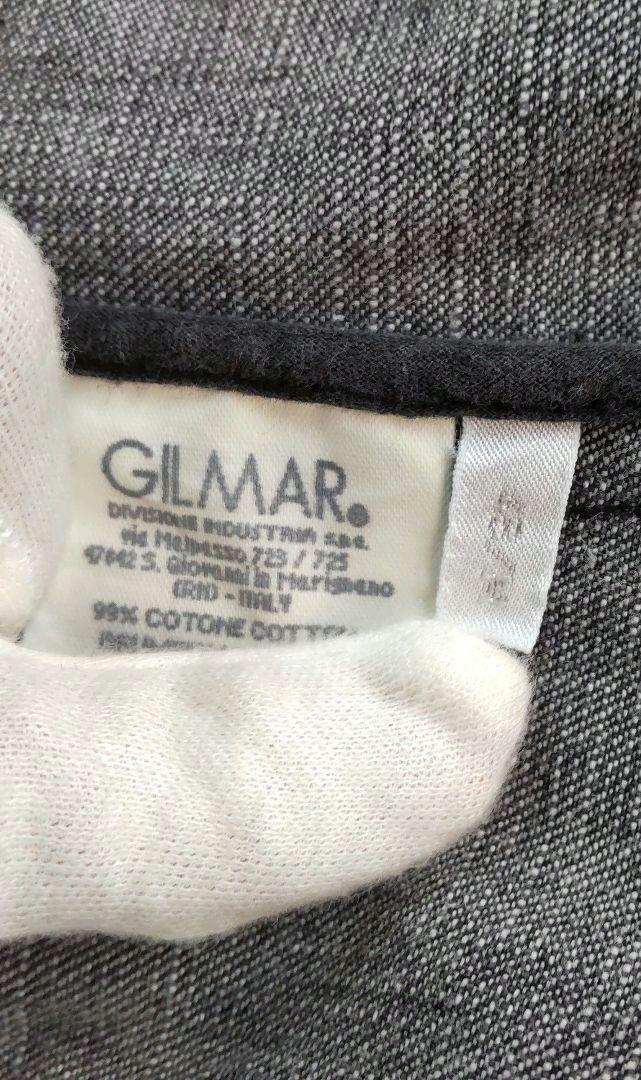 GILMAR®
DIVISIONE INDUSTRIA s.p.a.
via Malpasso, 723 / 725
47842 S. Giovanni in Marignano
(RN) - ITALY
99% COTONE COTTON